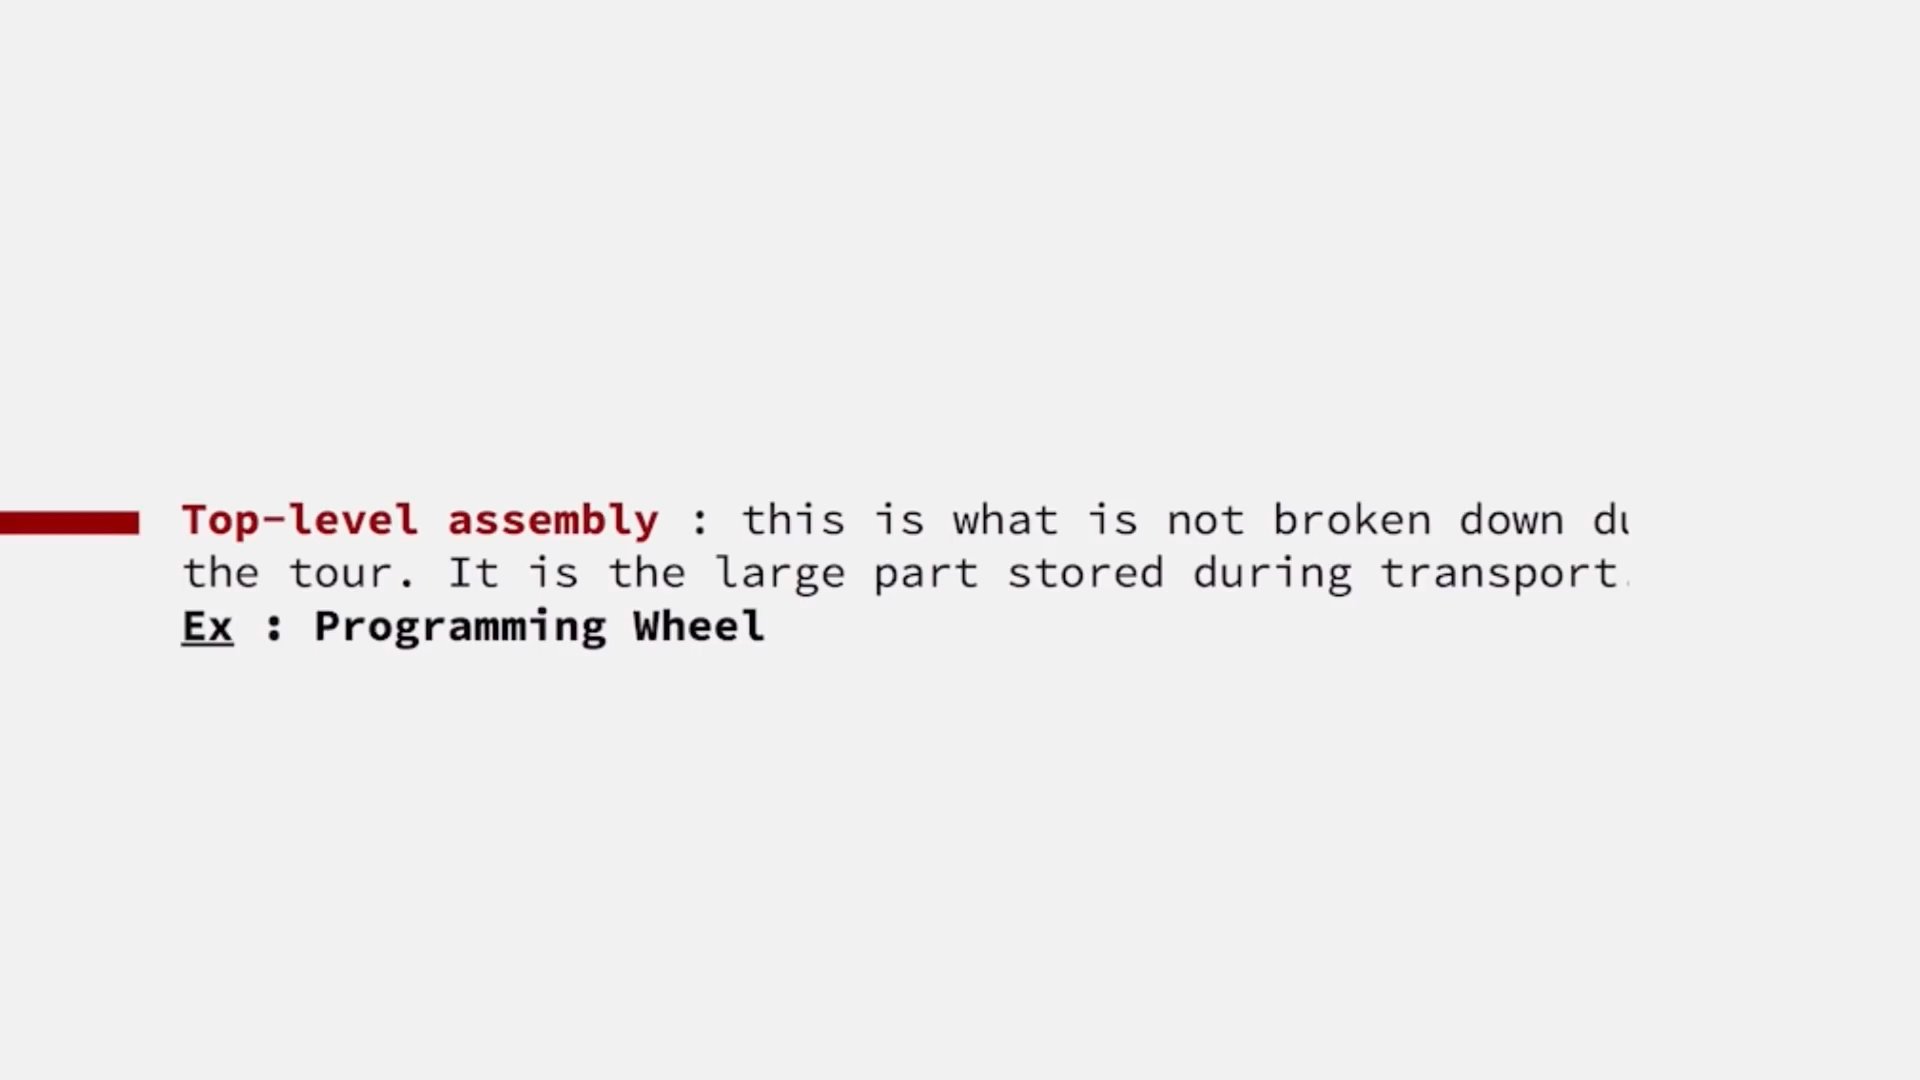 Top-level assembly : this is what is not broken down
the tour. It is the large part stored during transport.
Ex : Programming Wheel